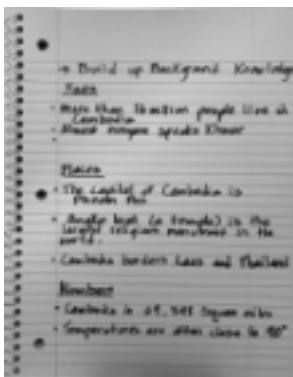 → Build up Background Knowledge
• More than million people live in
Cambodia
• Almost everyone speaks Khmer
Places
• The capital of Cambodia is
Phnom
• Angkor Wat (a temple) is the
largest religious monument in the
world.
• Cambodia borders Laos and Thailand
Numbers
• Cambodia is square miles
• Temperatures are often close to 90°